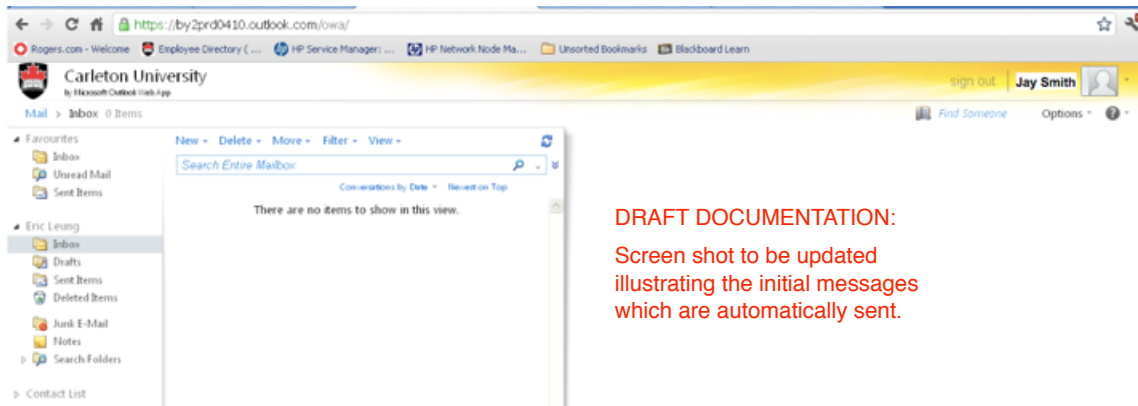 https://by2prd0410.outlook.com/owa/
Rogers.com - Welcome Employee Directory ( ... HP Service Manager: ... HP Network Node Ma... Unsorted Bookmarks Blackboard Learn
Carleton University
by Microsoft Outlook Web App
sign out Jay Smith
Mail > Inbox 0 Items
Find Someone Options
Favourites
Inbox
Unread Mail
Sent Items
Eric Leung
Inbox
Drafts
Sent Items
Deleted Items
Junk E-Mail
Notes
Search Folders
Contact List
New Delete Move Filter View
Search Entire Mailbox
Conversations by Date Newest on Top
There are no items to show in this view.
DRAFT DOCUMENTATION:
Screen shot to be updated
illustrating the initial messages
which are automatically sent.